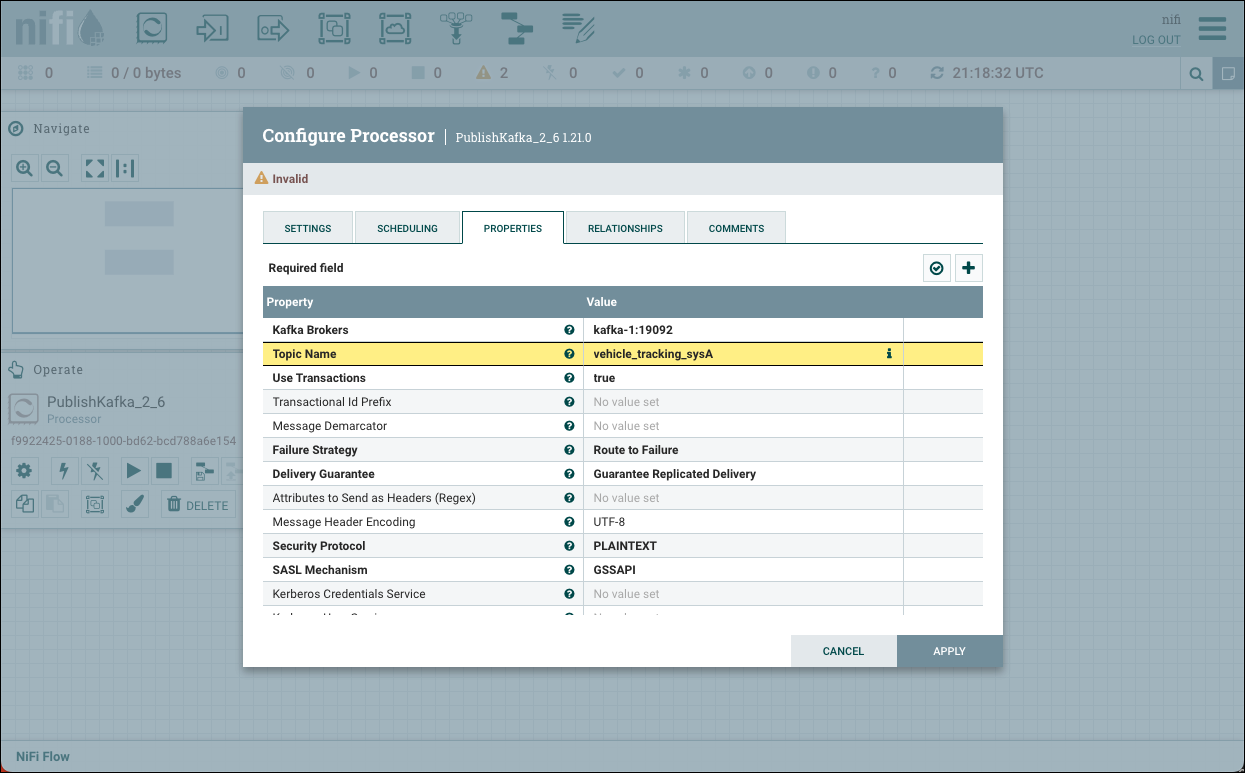 nifi
nifi
LOG OUT
0
0 / 0 bytes
0
0
0
0
2
0
0
0
0
0
0
21:18:32 UTC
Navigate
Operate
PublishKafka_2_6
Processor
f9922425-0188-1000-bd62-bcd788a6e154
DELETE
Configure Processor | PublishKafka_2_6 1.21.0
Invalid
SETTINGS
SCHEDULING
PROPERTIES
RELATIONSHIPS
COMMENTS
Required field
Property Value
Kafka Brokers kafka-1:19092
Topic Name vehicle_tracking_sysA
Use Transactions true
Transactional Id Prefix No value set
Message Demarcator No value set
Failure Strategy Route to Failure
Delivery Guarantee Guarantee Replicated Delivery
Attributes to Send as Headers (Regex) No value set
Message Header Encoding UTF-8
Security Protocol PLAINTEXT
SASL Mechanism GSSAPI
Kerberos Credentials Service No value set
CANCEL
APPLY
NiFi Flow